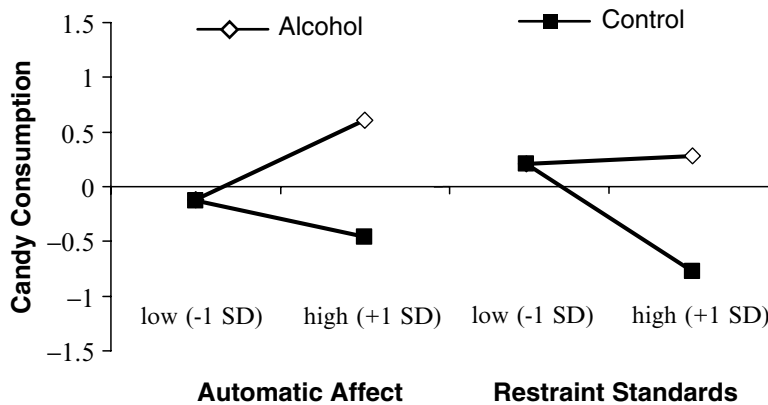 Alcohol
Control
Candy Consumption
1.5
1
0.5
0
−0.5
−1
−1.5
low (-1 SD)
high (+1 SD)
low (-1 SD)
high (+1 SD)
Automatic Affect
Restraint Standards